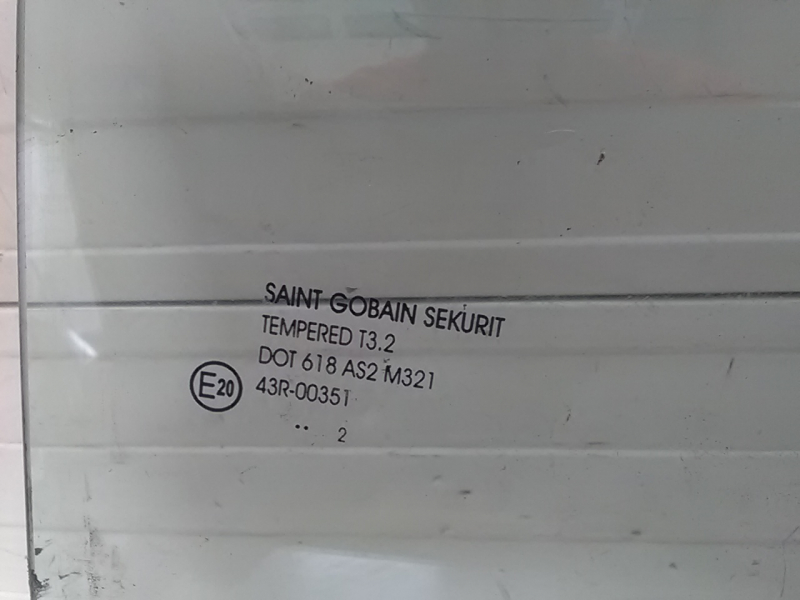 SAINT GOBAIN SEKURIT
TEMPERED T3.2
DOT 618 AS2 M321
E20 43R-00351
.. 2